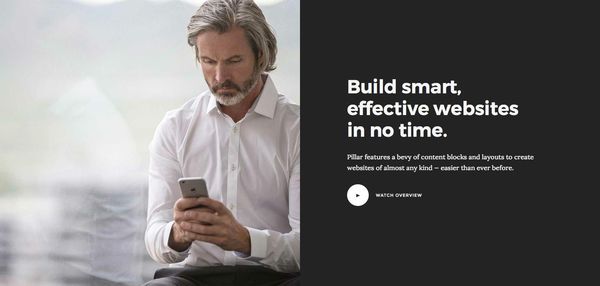 Build smart,
effective websites
in no time.
Pillar features a bevy of content blocks and layouts to create
websites of almost any kind — easier than ever before.
WATCH OVERVIEW